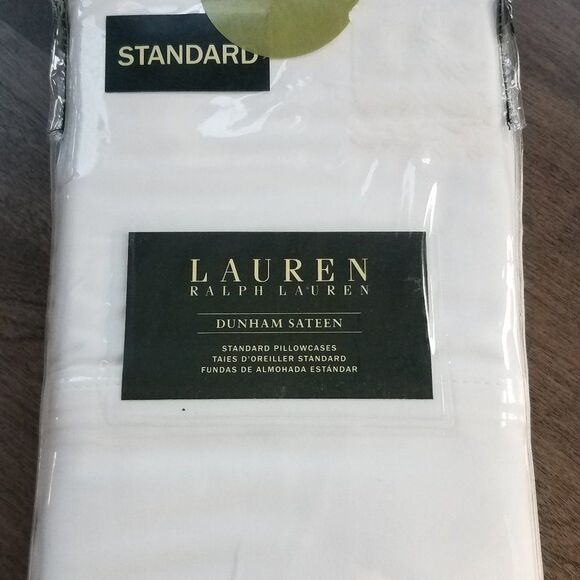 STANDARD
LAUREN
RALPH LAUREN
DUNHAM SATEEN
STANDARD PILLOWCASES
TAIES D'OREILLER STANDARD
FUNDAS DE ALMOHADA ESTÁNDAR